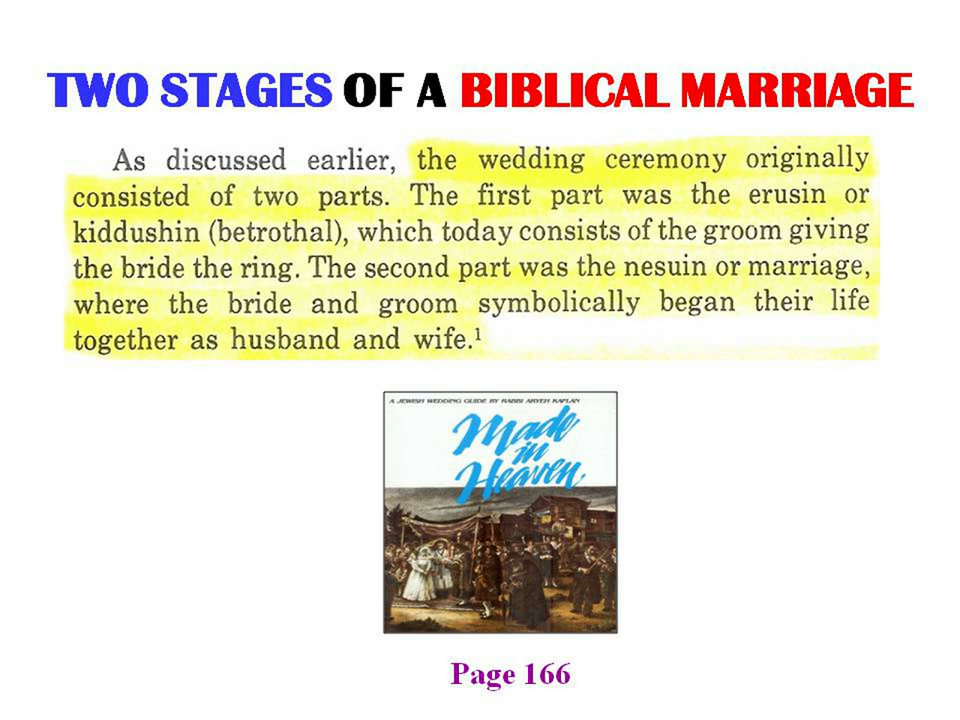 TWO STAGES OF A BIBLICAL MARRIAGE
As discussed earlier, the wedding ceremony originally
consisted of two parts. The first part was the erusin or
kiddushin (betrothal), which today consists of the groom giving
the bride the ring. The second part was the nesuin or marriage,
where the bride and groom symbolically began their life
together as husband and wife.¹
A JEWISH WEDDING GUIDE BY RABBI ARYEH KAPLAN
Made
in
Heaven
Page 166